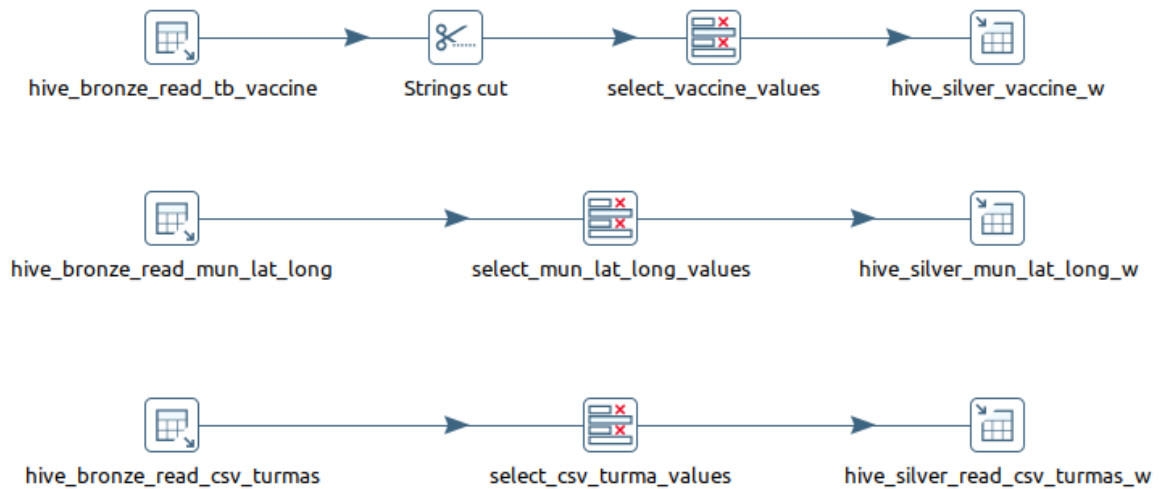 hive_bronze_read_tb_vaccine
Strings cut
select_vaccine_values
hive_silver_vaccine_w
hive_bronze_read_mun_lat_long
select_mun_lat_long_values
hive_silver_mun_lat_long_w
hive_bronze_read_csv_turmas
select_csv_turma_values
hive_silver_read_csv_turmas_w